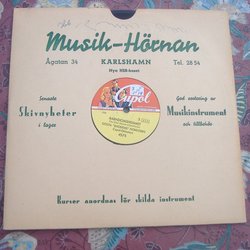 Musik-Hörnan
Ågatan 34 KARLSHAMN Tel. 28 54
Nya HSB-huset
Senaste
Skivnyheter
i lager
God sortering av
Musikinstrument
och tillbehör
Cupol
Kurser anordnas för skilda instrument